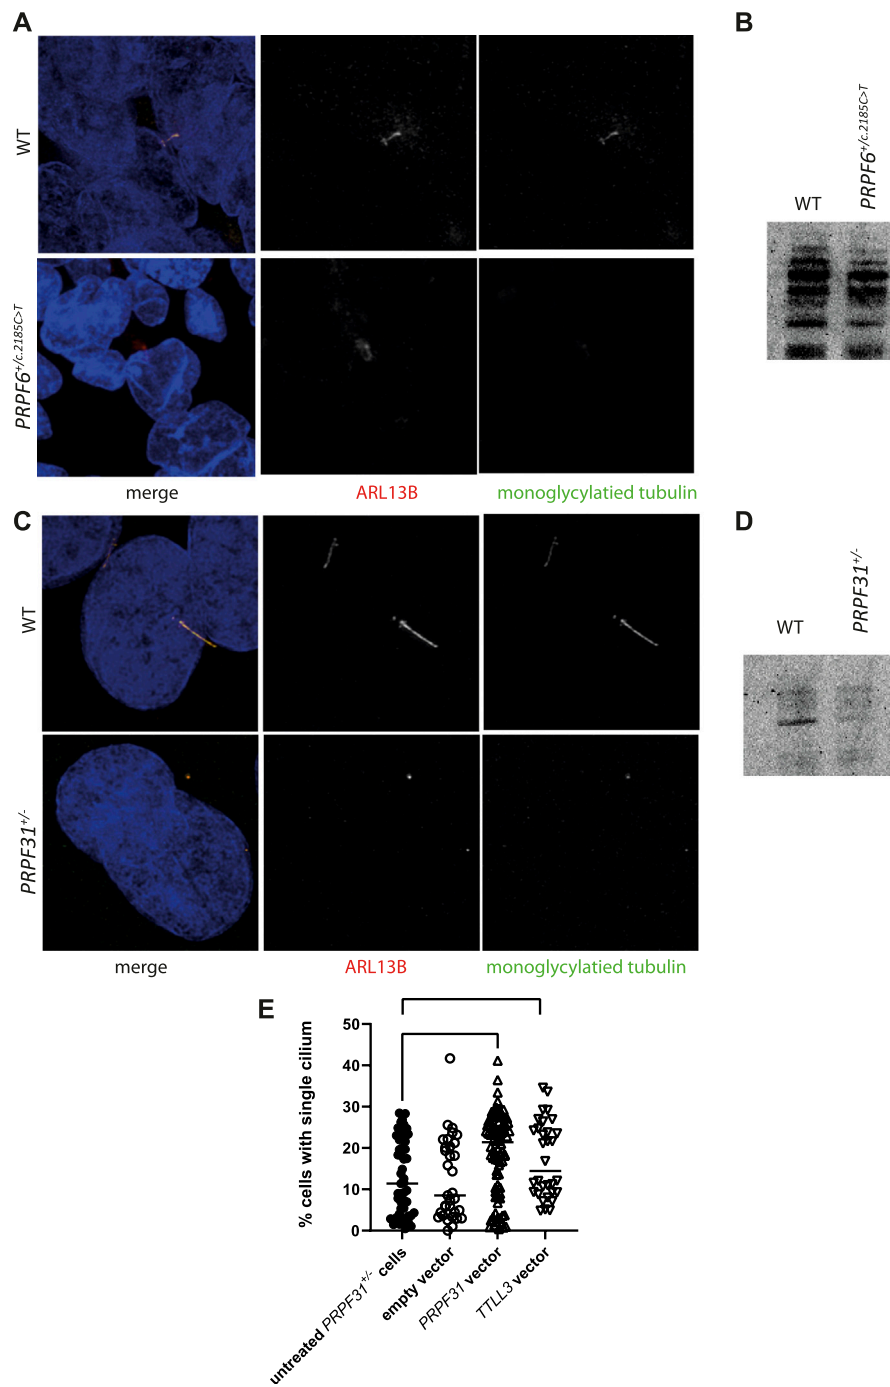 A
B
WT
PRPF6+/c.2185C>T
WT
PRPF6+/c.2185C>T
merge
ARL13B
monoglycylatied tubulin
C
D
WT
PRPF31+/-
WT
PRPF31+/-
merge
ARL13B
monoglycylatied tubulin
E
% cells with single cilium
50
40
30
20
10
0
untreated PRPF31+/- cells
empty vector
PRPF31 vector
TTLL3 vector